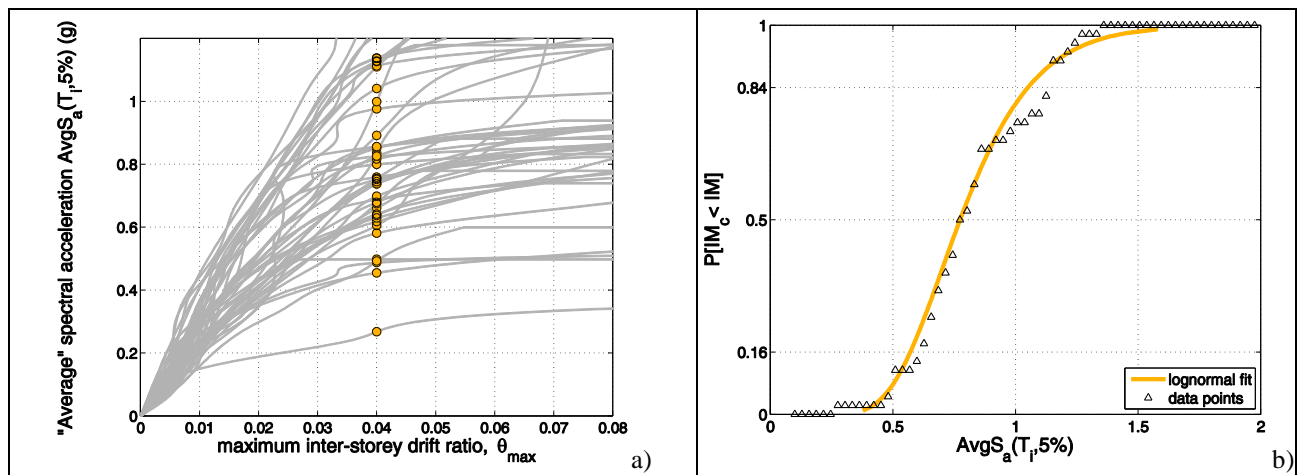 "Average" spectral acceleration AvgSa(Ti,5%) (g)
1
0.8
0.6
0.4
0.2
0
0 0.01 0.02 0.03 0.04 0.05 0.06 0.07 0.08
maximum inter-storey drift ratio, θmax
a)
P[IMc < IM]
1
0.84
0.5
0.16
0
0 0.5 1 1.5 2
AvgSa(Ti,5%)
lognormal fit
data points
b)